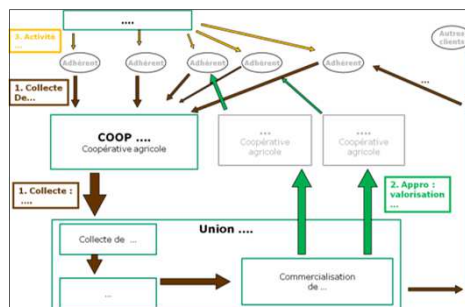 ....
3. Activité
...
Autres
clients
Adhérent
Adhérent
Adhérent
Adhérent
Adhérent
1. Collecte
De...
...
COOP ....
Coopérative agricole
...
Coopérative
agricole
....
Coopérative
agricole
1. Collecte :
....
2. Appro :
valorisation
...
Union ....
Collecte de ...
...
Commercialisation
de ...